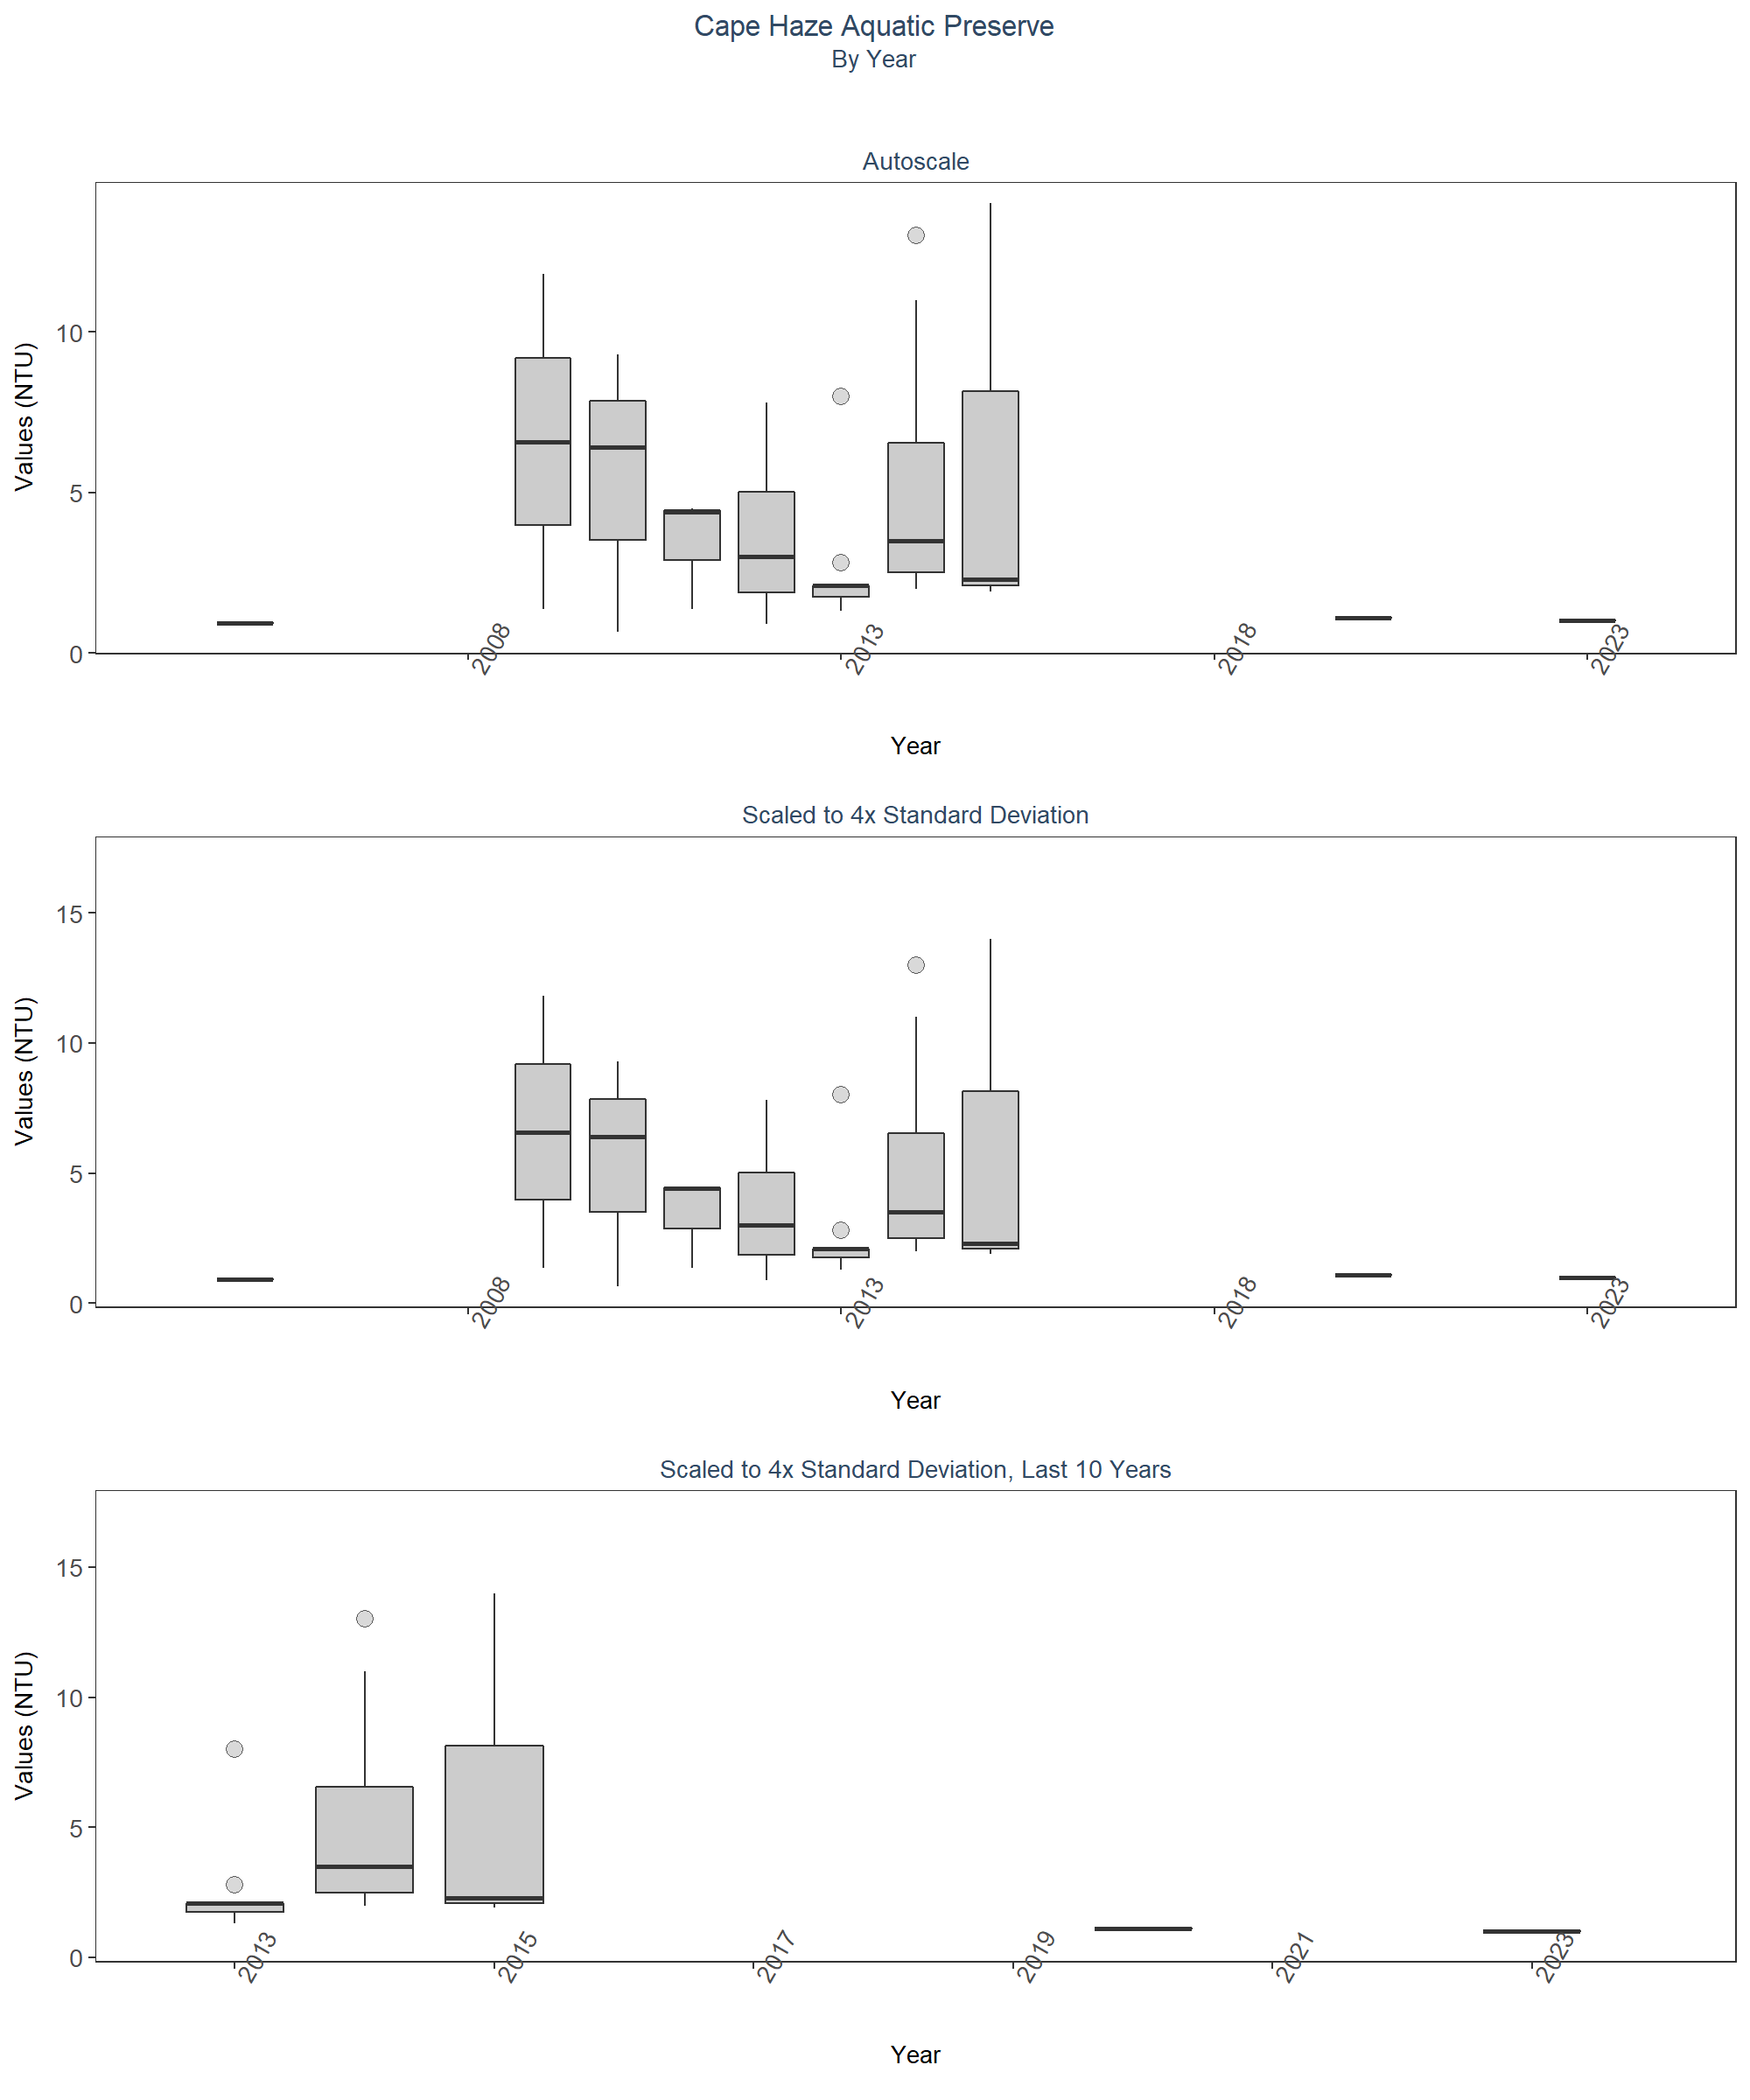 Cape Haze Aquatic Preserve
By Year
Autoscale
Values (NTU)
10
5
0
2008
2013
2018
2023
Year
Scaled to 4x Standard Deviation
Values (NTU)
15
10
5
0
2008
2013
2018
2023
Year
Scaled to 4x Standard Deviation, Last 10 Years
Values (NTU)
15
10
5
0
2013
2015
2017
2019
2021
2023
Year